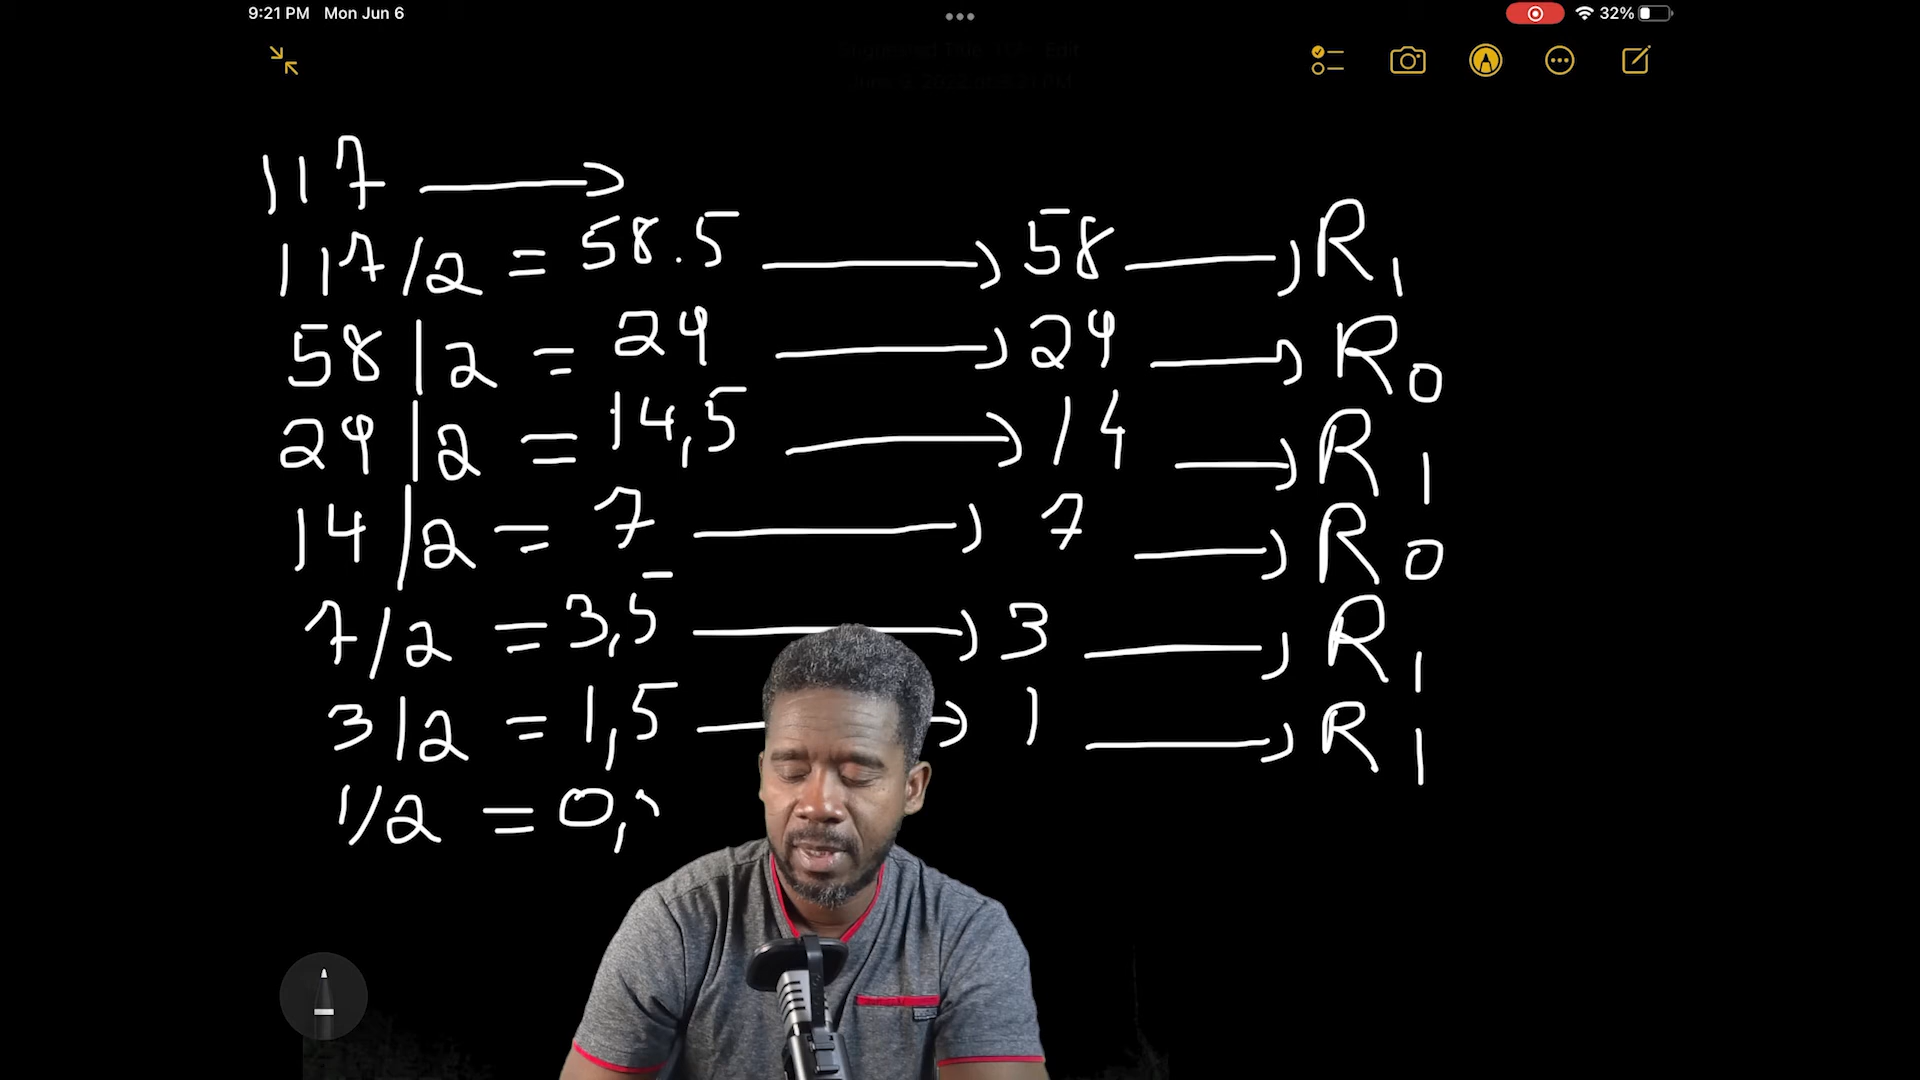 9:21 PM Mon Jun 6 32%
117
117/2 = 58.5 58 R1
58/2 = 29 29 R0
29/2 = 14,5 14 R1
14/2 = 7 7 R0
7/2 = 3,5 3 R1
3/2 = 1,5 1 R1
1/2 = 0,